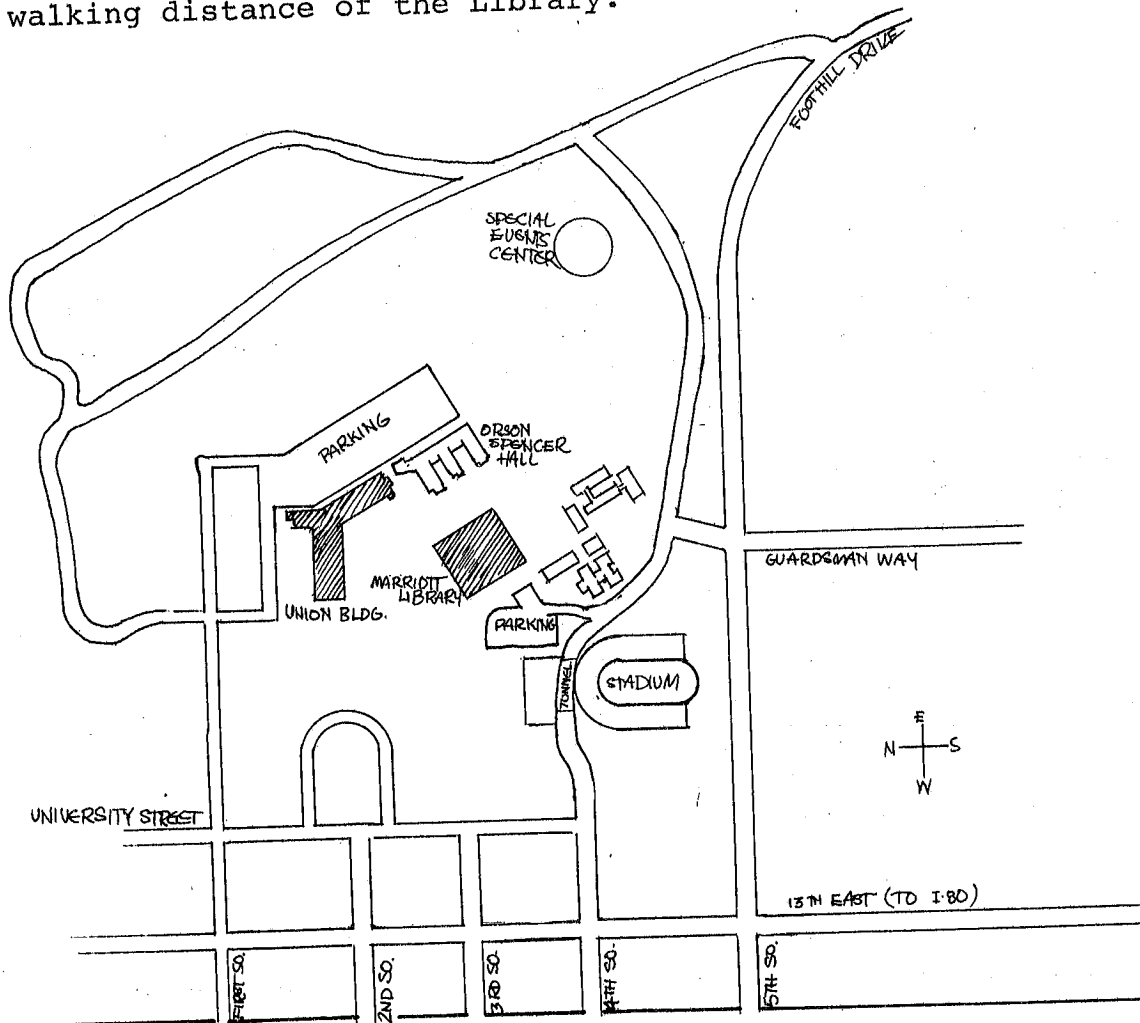 walking distance of the Library.
FOOTHILL DRIVE
SPECIAL
EVENTS
CENTER
PARKING
ORSON
SPENCER
HALL
MARRIOTT
LIBRARY
GUARDSMAN WAY
UNION BLDG.
PARKING
TUNNEL
STADIUM
E
N S
W
UNIVERSITY STREET
13TH EAST (TO I-80)
FIRST SO.
2ND SO.
3RD SO.
4TH SO.
5TH SO.